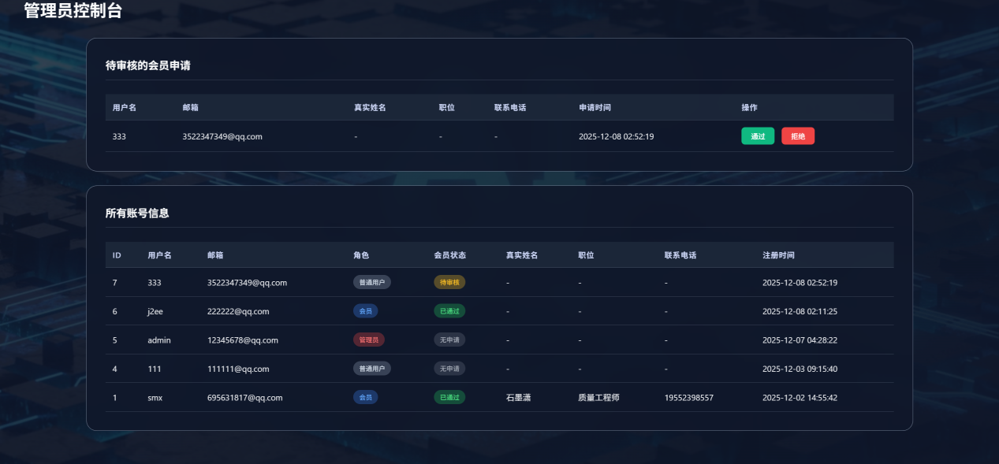 管理员控制台
待审核的会员申请
用户名 邮箱 真实姓名 职位 联系电话 申请时间 操作
333 3522347349@qq.com - - - 2025-12-08 02:52:19 通过 拒绝
所有账号信息
ID 用户名 邮箱 角色 会员状态 真实姓名 职位 联系电话 注册时间
7 333 3522347349@qq.com 普通用户 待审核 - - - 2025-12-08 02:52:19
6 j2ee 222222@qq.com 会员 已通过 - - - 2025-12-08 02:11:25
5 admin 12345678@qq.com 管理员 无申请 - - - 2025-12-07 04:28:22
4 111 111111@qq.com 普通用户 无申请 - - - 2025-12-03 09:15:40
1 smx 695631817@qq.com 会员 已通过 石墨潇 质量工程师 19552398557 2025-12-02 14:55:42